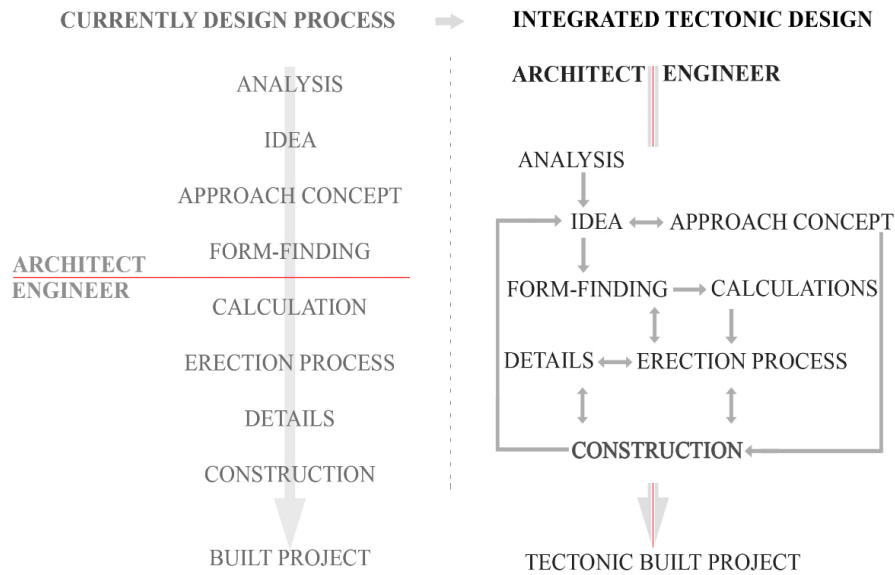 CURRENTLY DESIGN PROCESS
ANALYSIS
IDEA
APPROACH CONCEPT
FORM-FINDING
ARCHITECT
ENGINEER
CALCULATION
ERECTION PROCESS
DETAILS
CONSTRUCTION
BUILT PROJECT
INTEGRATED TECTONIC DESIGN
ARCHITECT ENGINEER
ANALYSIS
IDEA APPROACH CONCEPT
FORM-FINDING CALCULATIONS
DETAILS ERECTION PROCESS
CONSTRUCTION
TECTONIC BUILT PROJECT